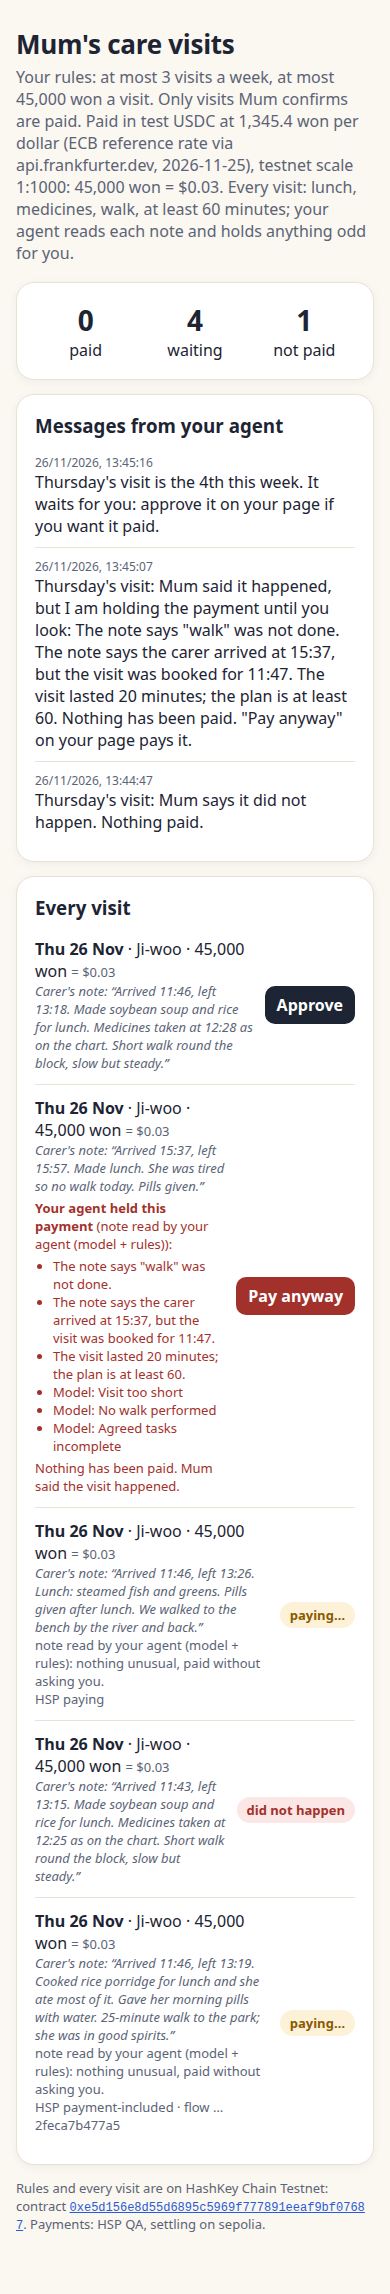 Mum's care visits
Your rules: at most 3 visits a week, at most
45,000 won a visit. Only visits Mum confirms
are paid. Paid in test USDC at 1,345.4 won per
dollar (ECB reference rate via
api.frankfurter.dev, 2026-11-25), testnet scale
1:1000: 45,000 won = $0.03. Every visit: lunch,
medicines, walk, at least 60 minutes; your
agent reads each note and holds anything odd
for you.
0
paid
4
waiting
1
not paid
Messages from your agent
26/11/2026, 13:45:16
Thursday's visit is the 4th this week. It
waits for you: approve it on your page if
you want it paid.
26/11/2026, 13:45:07
Thursday's visit: Mum said it happened,
but I am holding the payment until you
look: The note says "walk" was not done.
The note says the carer arrived at 15:37,
but the visit was booked for 11:47. The
visit lasted 20 minutes; the plan is at least
60. Nothing has been paid. "Pay anyway"
on your page pays it.
26/11/2026, 13:44:47
Thursday's visit: Mum says it did not
happen. Nothing paid.
Every visit
Thu 26 Nov · Ji-woo · 45,000
won = $0.03
Carer's note: “Arrived 11:46, left
13:18. Made soybean soup and rice
for lunch. Medicines taken at 12:28 as
on the chart. Short walk round the
block, slow but steady.”
Approve
Thu 26 Nov · Ji-woo ·
45,000 won = $0.03
Carer's note: “Arrived 15:37, left
15:57. Made lunch. She was tired
so no walk today. Pills given.”
Your agent held this
payment (note read by your
agent (model + rules)):
• The note says "walk" was
not done.
• The note says the carer
arrived at 15:37, but the
visit was booked for 11:47.
• The visit lasted 20 minutes;
the plan is at least 60.
• Model: Visit too short
• Model: No walk performed
• Model: Agreed tasks
incomplete
Nothing has been paid. Mum
said the visit happened.
Pay anyway
Thu 26 Nov · Ji-woo · 45,000
won = $0.03
Carer's note: “Arrived 11:46, left 13:26.
Lunch: steamed fish and greens. Pills
given after lunch. We walked to the
bench by the river and back.”
note read by your agent (model +
rules): nothing unusual, paid without
asking you.
HSP paying
paying…
Thu 26 Nov · Ji-woo ·
45,000 won = $0.03
Carer's note: “Arrived 11:43, left
13:15. Made soybean soup and
rice for lunch. Medicines taken at
12:25 as on the chart. Short walk
round the block, slow but
steady.”
did not happen
Thu 26 Nov · Ji-woo · 45,000
won = $0.03
Carer's note: “Arrived 11:46, left 13:19.
Cooked rice porridge for lunch and she
ate most of it. Gave her morning pills
with water. 25-minute walk to the park;
she was in good spirits.”
note read by your agent (model +
rules): nothing unusual, paid without
asking you.
HSP payment-included · flow …
2feca7b477a5
paying…
Rules and every visit are on HashKey Chain Testnet:
contract 0xe5d156e8d55d6895c5969f777891eeaf9bf0768
7. Payments: HSP QA, settling on sepolia.